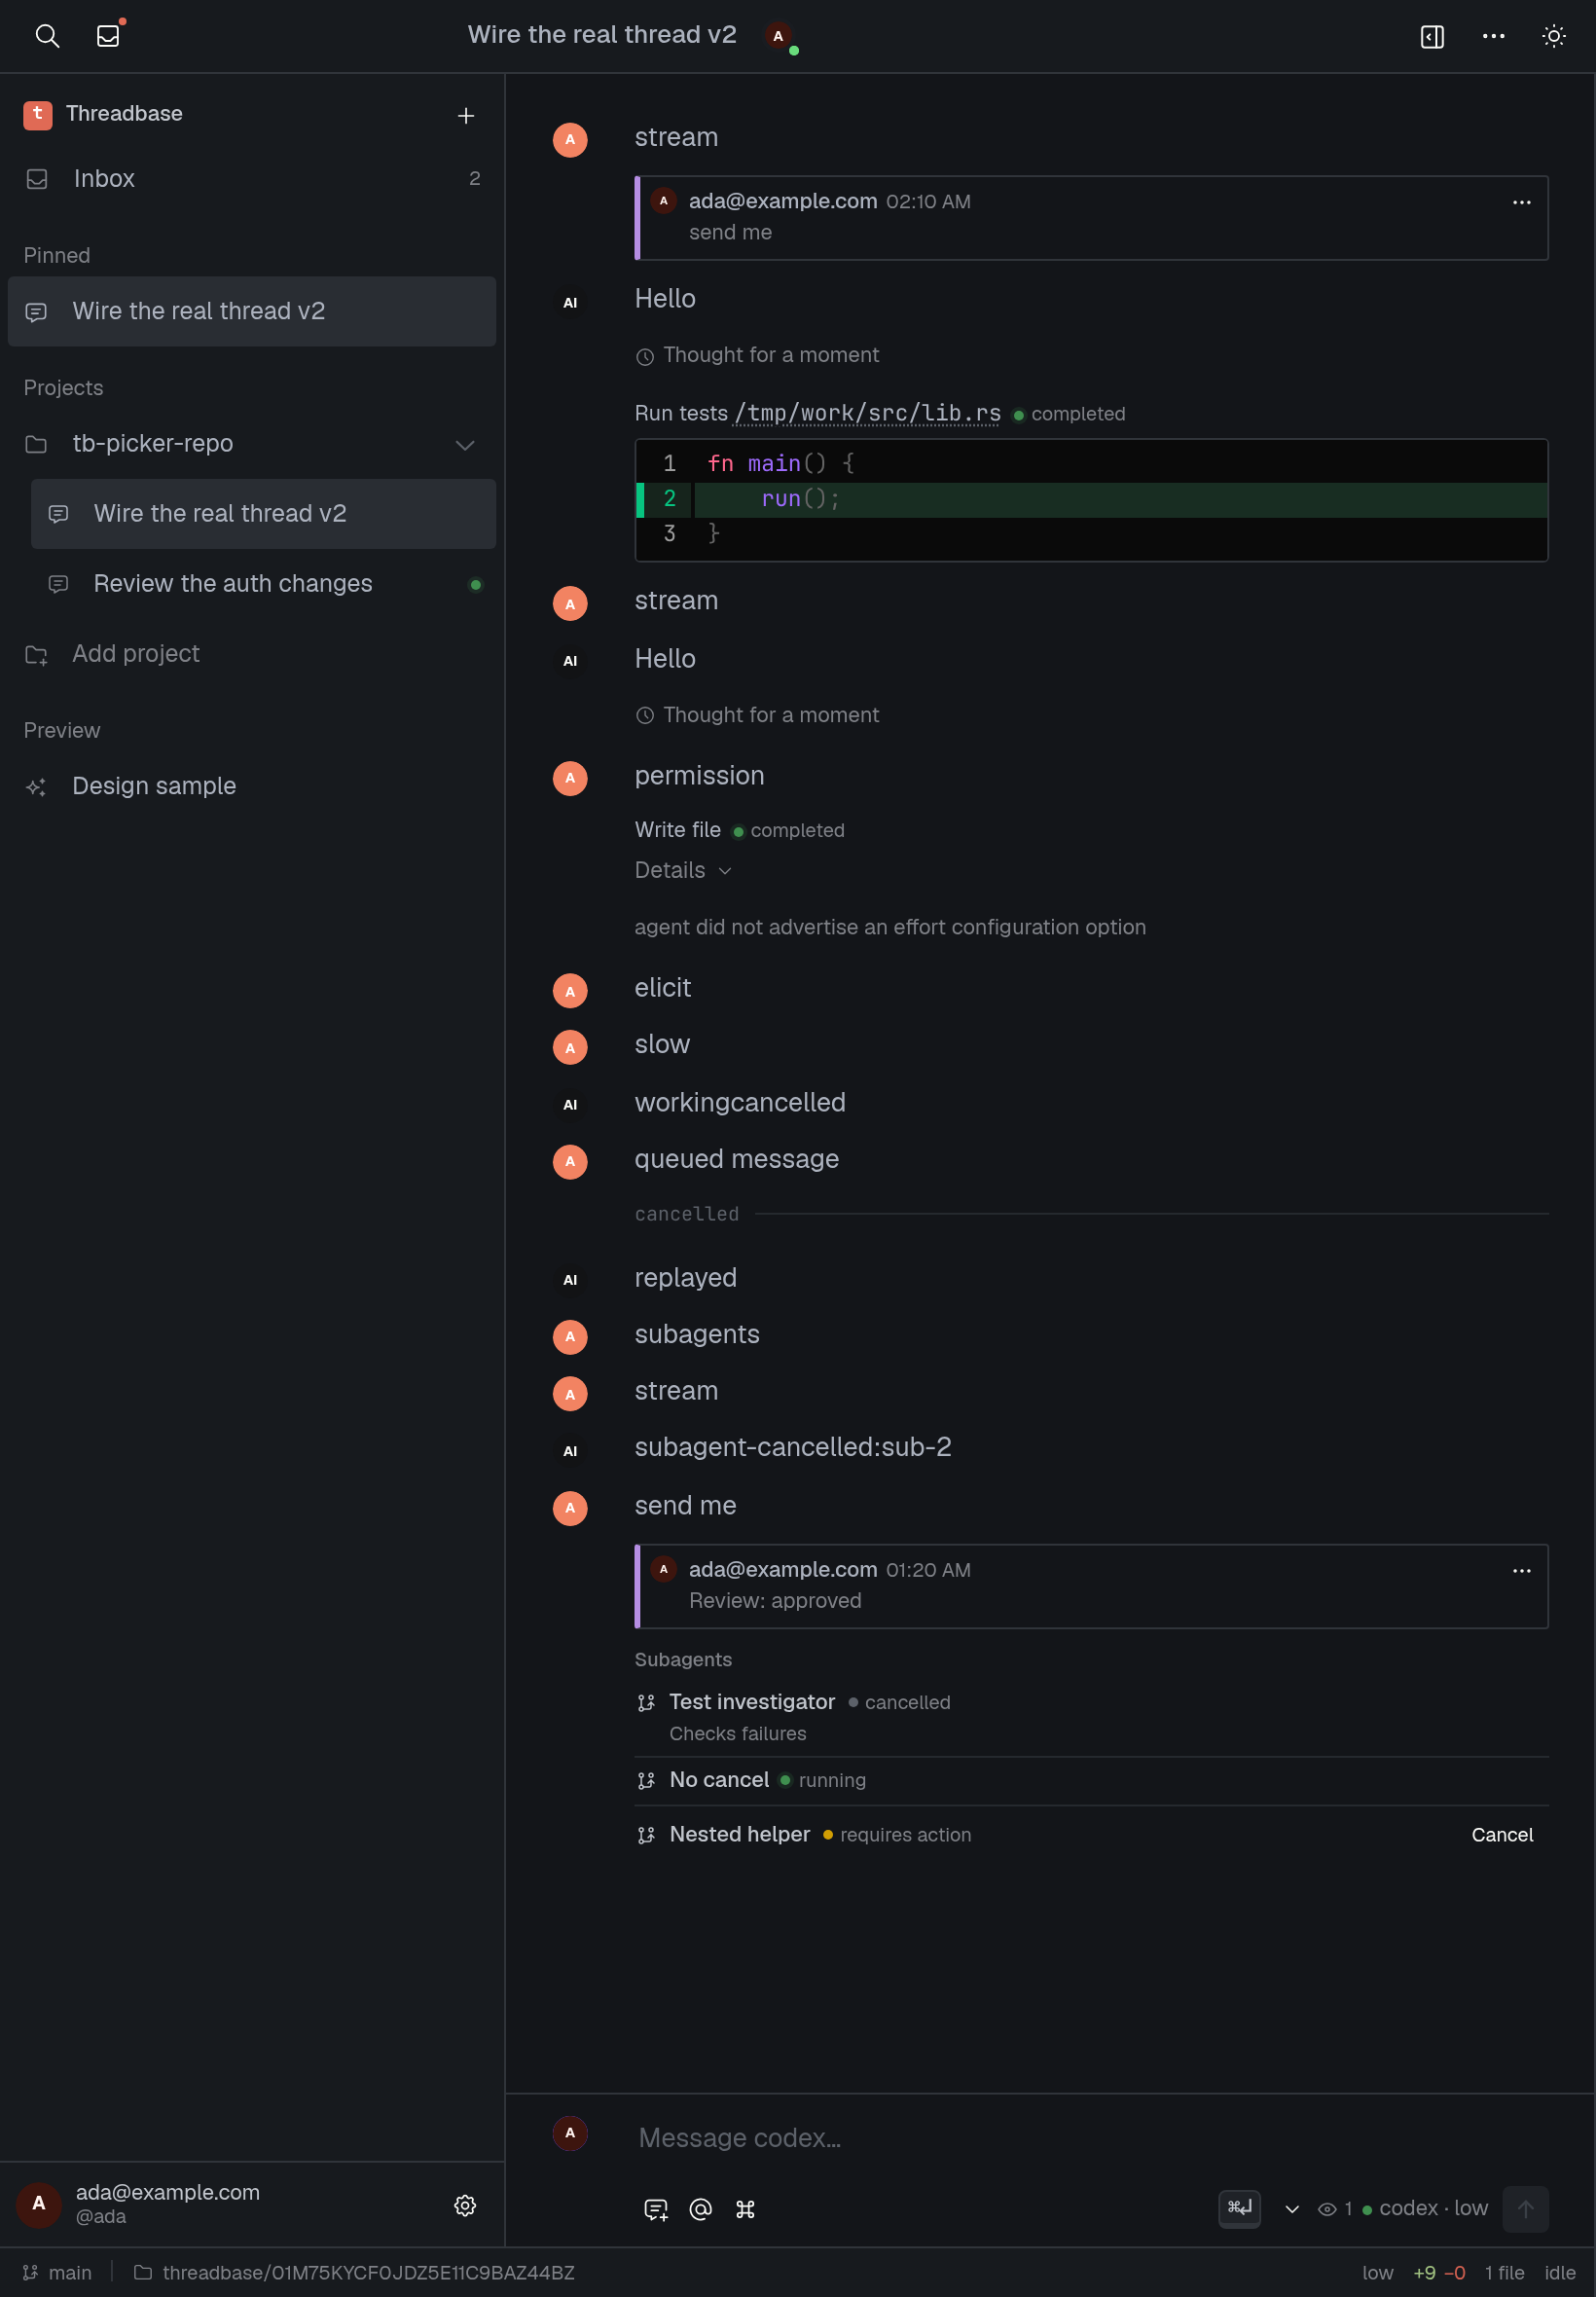 Wire the real thread v2 A
t Threadbase
Inbox 2
Pinned
Wire the real thread v2
Projects
tb-picker-repo
Wire the real thread v2
Review the auth changes
Add project
Preview
Design sample
A stream
A ada@example.com 02:10 AM
send me
AI Hello
Thought for a moment
Run tests /tmp/work/src/lib.rs completed
1 fn main() {
2 run();
3 }
A stream
AI Hello
Thought for a moment
A permission
Write file completed
Details
agent did not advertise an effort configuration option
A elicit
A slow
AI workingcancelled
A queued message
cancelled
AI replayed
A subagents
A stream
AI subagent-cancelled:sub-2
A send me
A ada@example.com 01:20 AM
Review: approved
Subagents
Test investigator cancelled
Checks failures
No cancel running
Nested helper requires action Cancel
A Message codex…
⌘↵ 1 codex · low
A ada@example.com
@ada
main threadbase/01M75KYCF0JDZ5E11C9BAZ44BZ low +9 −0 1 file idle